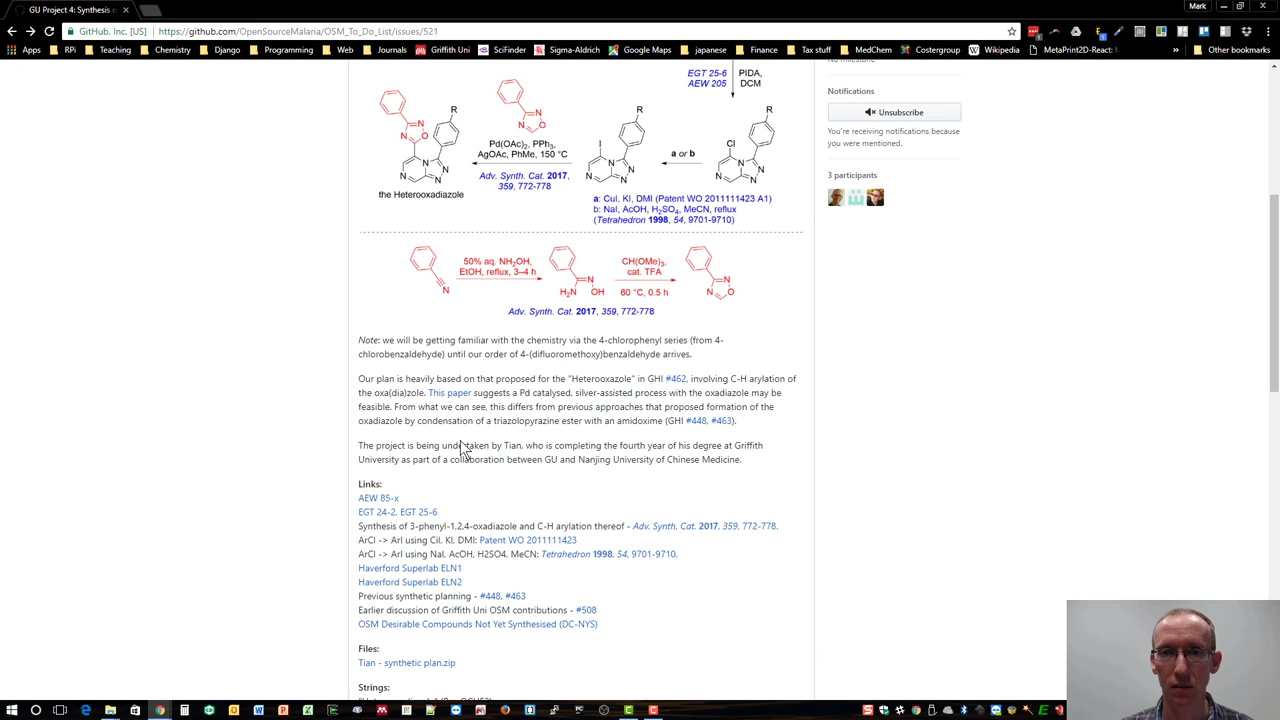 GU Project 4: Synthesis o
Mark
GitHub, Inc. [US]
https://github.com/OpenSourceMalaria/OSM_To_Do_List/issues/521
Apps RPi Teaching Chemistry Django Programming Web Journals Griffith Uni SciFinder Sigma-Aldrich Google Maps japanese Finance Tax stuff MedChem Costergroup Wikipedia MetaPrint2D-React Other bookmarks
No milestone
EGT 25-6
AEW 205
PIDA,
DCM
Notifications
Unsubscribe
You're receiving notifications because
you were mentioned.
3 participants
R
N
N
O
N
N
O
N
N
N
N
Pd(OAc)2, PPh3,
AgOAc, PhMe, 150 °C
Adv. Synth. Cat. 2017,
359, 772-778
R
I
N
N
N
N
a or b
R
Cl
N
N
N
N
the Heterooxadiazole
a: CuI, KI, DMI (Patent WO 2011111423 A1)
b: NaI, AcOH, H2SO4, MeCN, reflux
(Tetrahedron 1998, 54, 9701-9710)
N
50% aq. NH2OH,
EtOH, reflux, 3–4 h
N
H2N OH
CH(OMe)3,
cat. TFA
60 °C, 0.5 h
N
N
O
Adv. Synth. Cat. 2017, 359, 772-778
Note: we will be getting familiar with the chemistry via the 4-chlorophenyl series (from 4-
chlorobenzaldehyde) until our order of 4-(difluoromethoxy)benzaldehyde arrives.
Our plan is heavily based on that proposed for the "Heterooxazole" in GHI #462, involving C-H arylation of
the oxa(dia)zole. This paper suggests a Pd catalysed, silver-assisted process with the oxadiazole may be
feasible. From what we can see, this differs from previous approaches that proposed formation of the
oxadiazole by condensation of a triazolopyrazine ester with an amidoxime (GHI #448, #463).
The project is being undertaken by Tian, who is completing the fourth year of his degree at Griffith
University as part of a collaboration between GU and Nanjing University of Chinese Medicine.
Links:
AEW 85-x
EGT 24-2, EGT 25-6
Synthesis of 3-phenyl-1,2,4-oxadiazole and C-H arylation thereof - Adv. Synth. Cat. 2017, 359, 772-778.
ArCl -> ArI using CiI, KI, DMI: Patent WO 2011111423
ArCl -> ArI using NaI, AcOH, H2SO4, MeCN: Tetrahedron 1998, 54, 9701-9710.
Haverford Superlab ELN1
Haverford Superlab ELN2
Previous synthetic planning - #448, #463
Earlier discussion of Griffith Uni OSM contributions - #508
OSM Desirable Compounds Not Yet Synthesised (DC-NYS)
Files:
Tian - synthetic plan.zip
Strings: